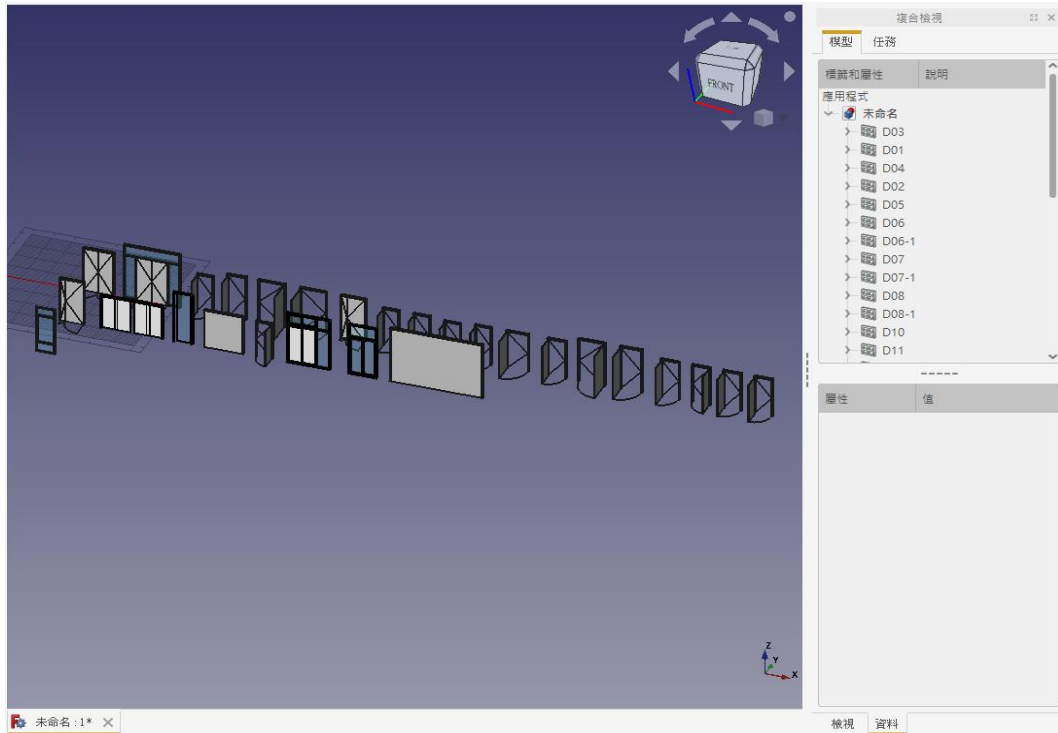 FRONT
Z
Y
X
未命名 : 1*
複合檢視
模型 任務
標籤和屬性 說明
應用程式
未命名
D03
D01
D04
D02
D05
D06
D06-1
D07
D07-1
D08
D08-1
D10
D11
屬性 值
檢視 資料